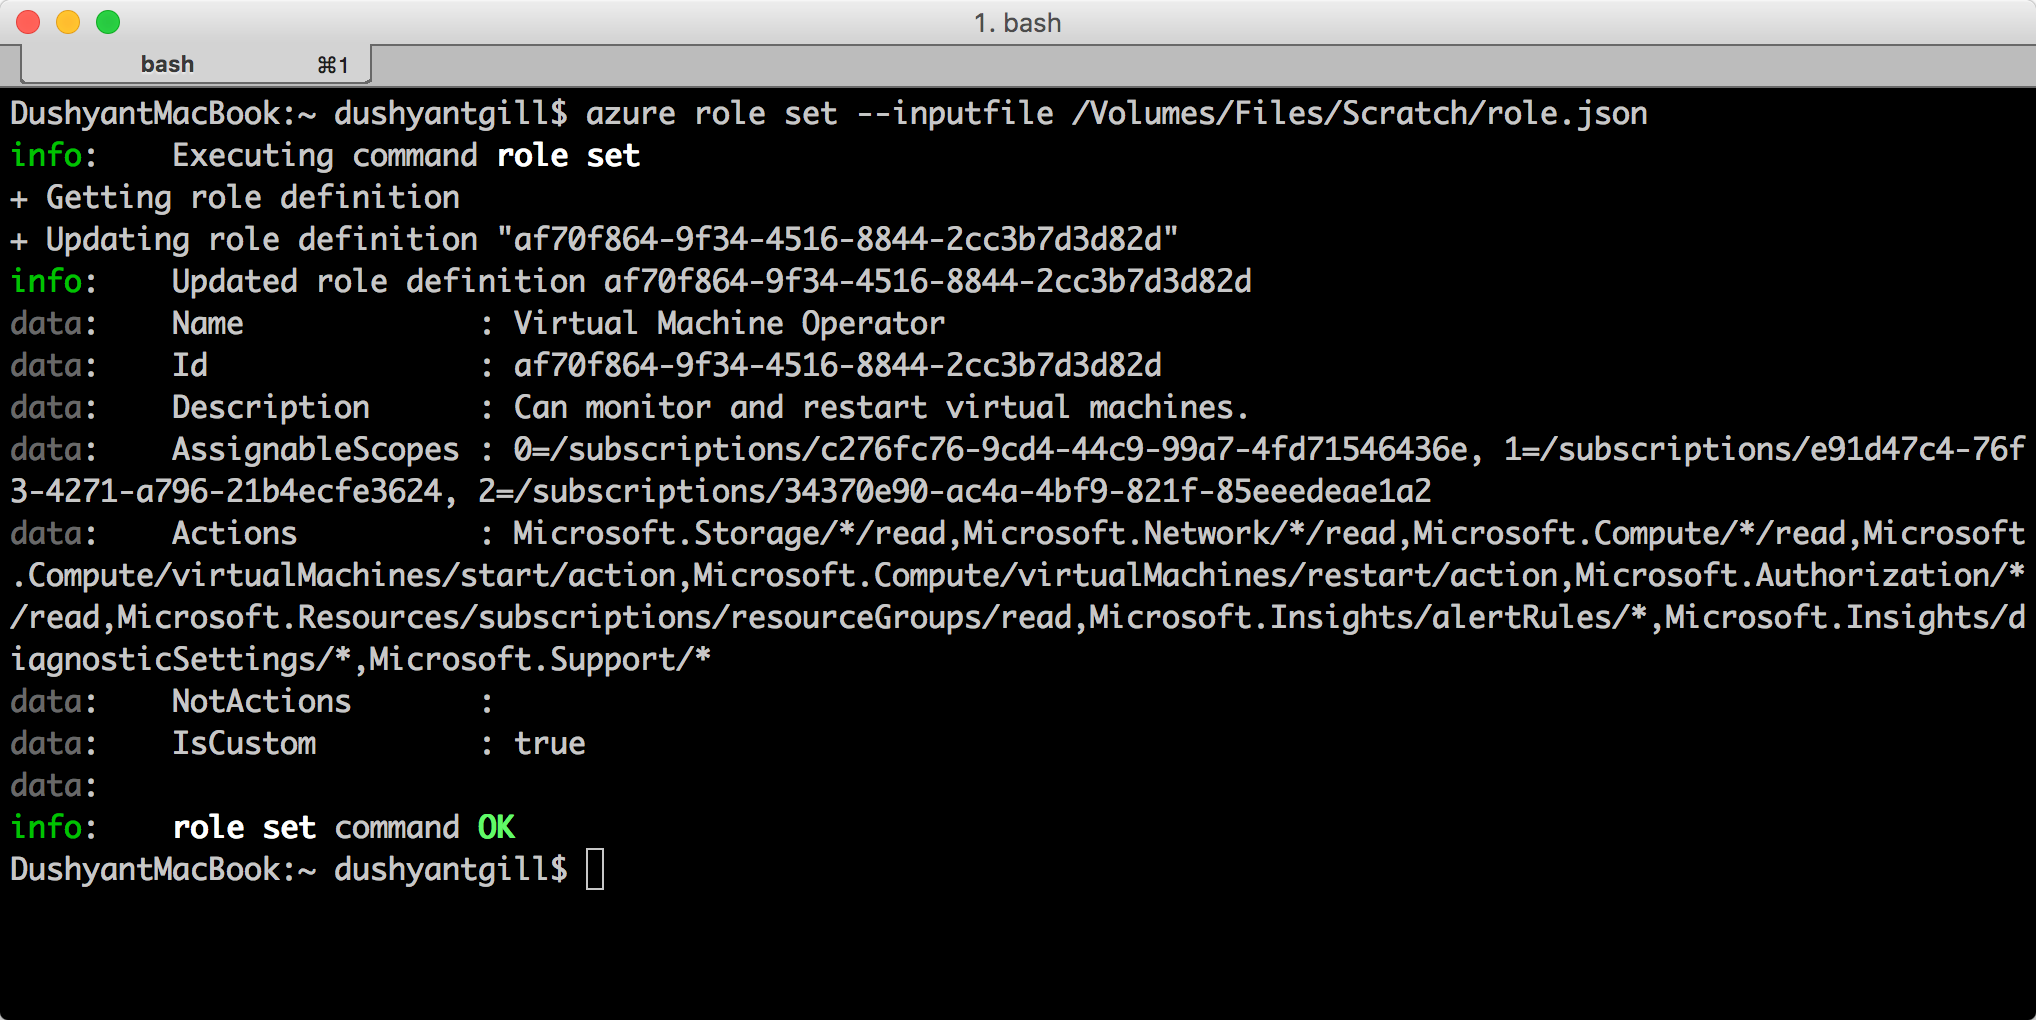 1. bash
bash ⌘1
DushyantMacBook:~ dushyantgill$ azure role set --inputfile /Volumes/Files/Scratch/role.json
info:    Executing command role set
+ Getting role definition
+ Updating role definition "af70f864-9f34-4516-8844-2cc3b7d3d82d"
info:    Updated role definition af70f864-9f34-4516-8844-2cc3b7d3d82d
data:    Name             : Virtual Machine Operator
data:    Id               : af70f864-9f34-4516-8844-2cc3b7d3d82d
data:    Description      : Can monitor and restart virtual machines.
data:    AssignableScopes : 0=/subscriptions/c276fc76-9cd4-44c9-99a7-4fd71546436e, 1=/subscriptions/e91d47c4-76f
3-4271-a796-21b4ecfe3624, 2=/subscriptions/34370e90-ac4a-4bf9-821f-85eeedeae1a2
data:    Actions          : Microsoft.Storage/*/read,Microsoft.Network/*/read,Microsoft.Compute/*/read,Microsoft
.Compute/virtualMachines/start/action,Microsoft.Compute/virtualMachines/restart/action,Microsoft.Authorization/*
/read,Microsoft.Resources/subscriptions/resourceGroups/read,Microsoft.Insights/alertRules/*,Microsoft.Insights/d
iagnosticSettings/*,Microsoft.Support/*
data:    NotActions       :
data:    IsCustom         : true
data:
info:    role set command OK
DushyantMacBook:~ dushyantgill$